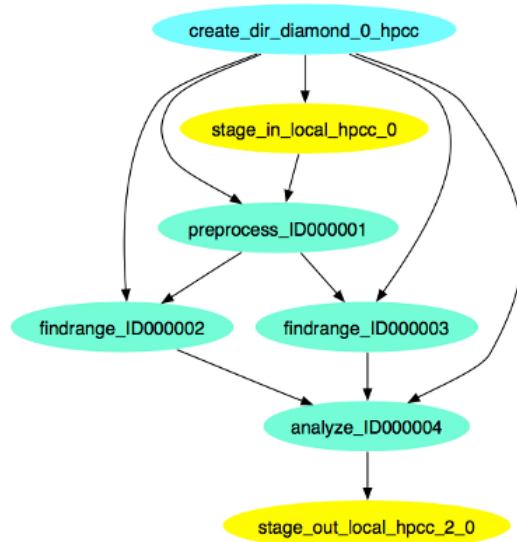 create_dir_diamond_0_hpcc
stage_in_local_hpcc_0
preprocess_ID000001
findrange_ID000002
findrange_ID000003
analyze_ID000004
stage_out_local_hpcc_2_0